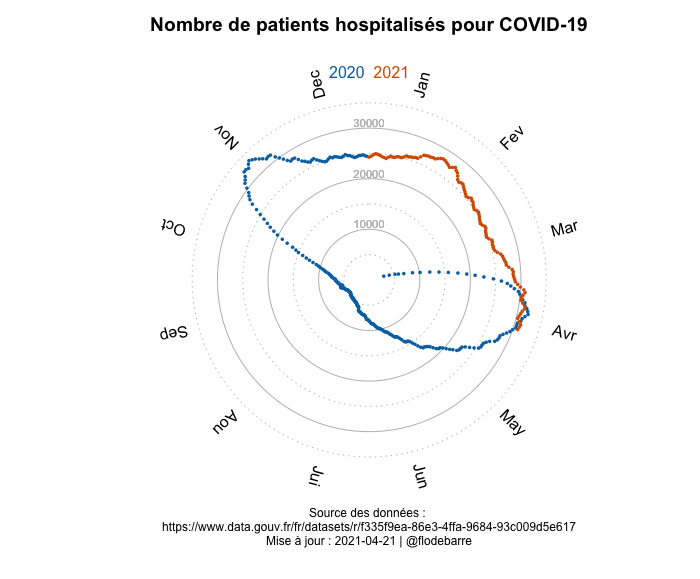 Nombre de patients hospitalisés pour COVID-19
2020 2021
Jan
Fev
Mar
Avr
May
Jun
Jui
Aou
Sep
Oct
Nov
Dec
30000
20000
10000
Source des données :
https://www.data.gouv.fr/fr/datasets/r/f335f9ea-86e3-4ffa-9684-93c009d5e617
Mise à jour : 2021-04-21 | @flodebarre